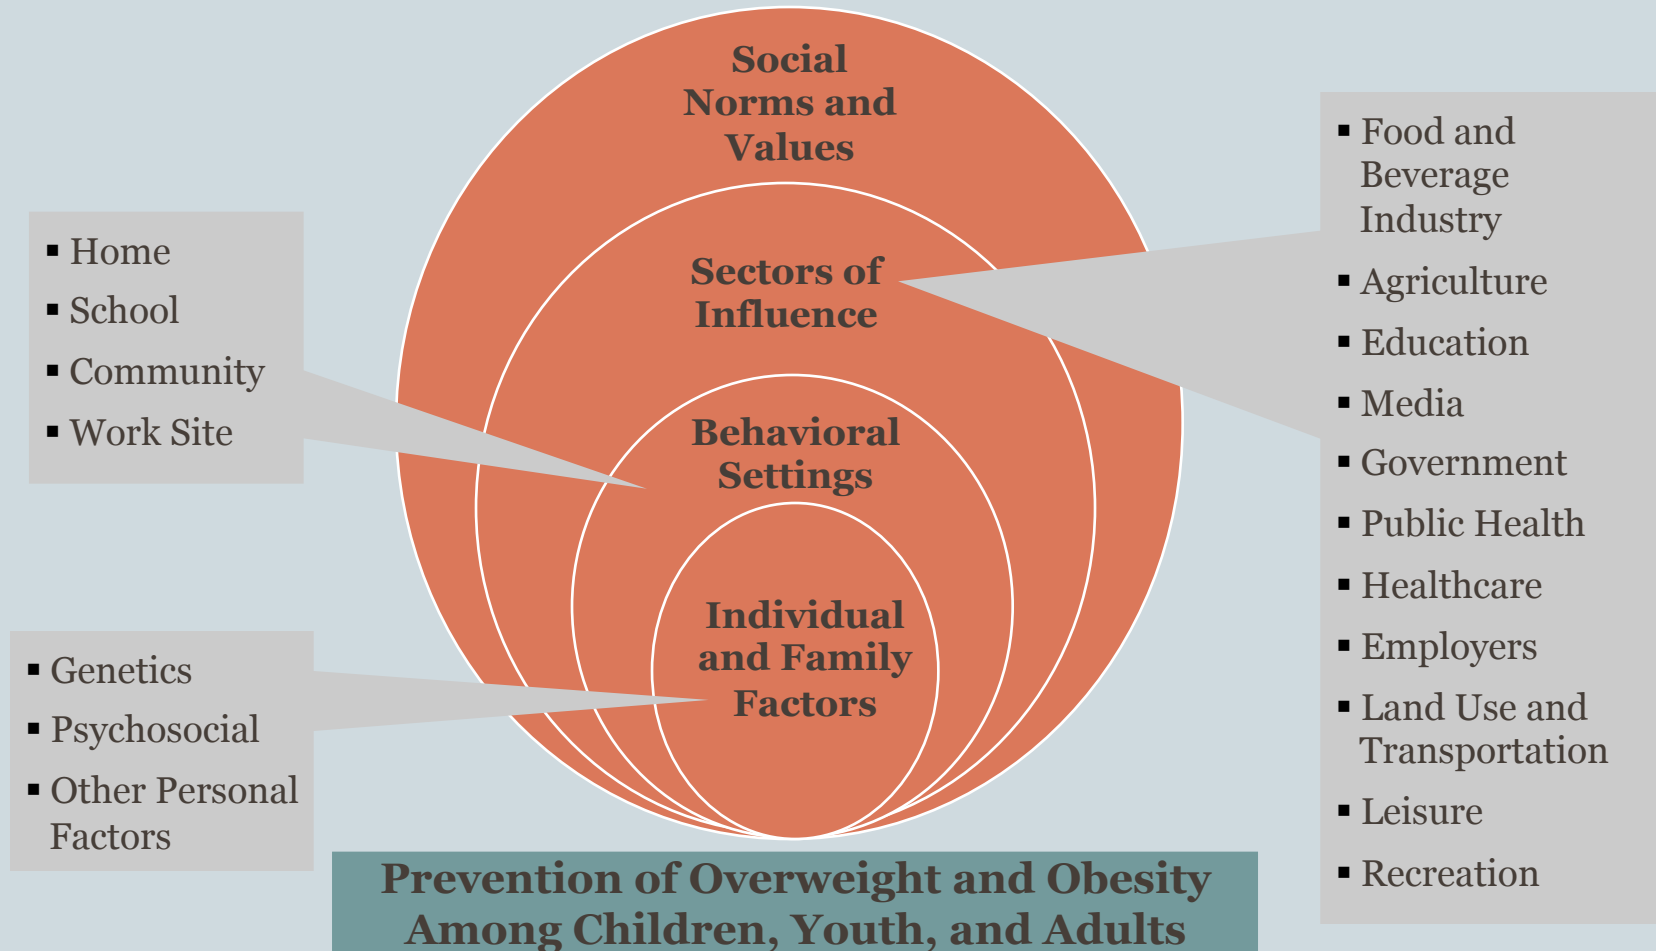 Social
Norms and
Values
Sectors of
Influence
Behavioral
Settings
Individual
and Family
Factors
▪ Home
▪ School
▪ Community
▪ Work Site
▪ Genetics
▪ Psychosocial
▪ Other Personal
Factors
▪ Food and
Beverage
Industry
▪ Agriculture
▪ Education
▪ Media
▪ Government
▪ Public Health
▪ Healthcare
▪ Employers
▪ Land Use and
Transportation
▪ Leisure
▪ Recreation
Prevention of Overweight and Obesity
Among Children, Youth, and Adults